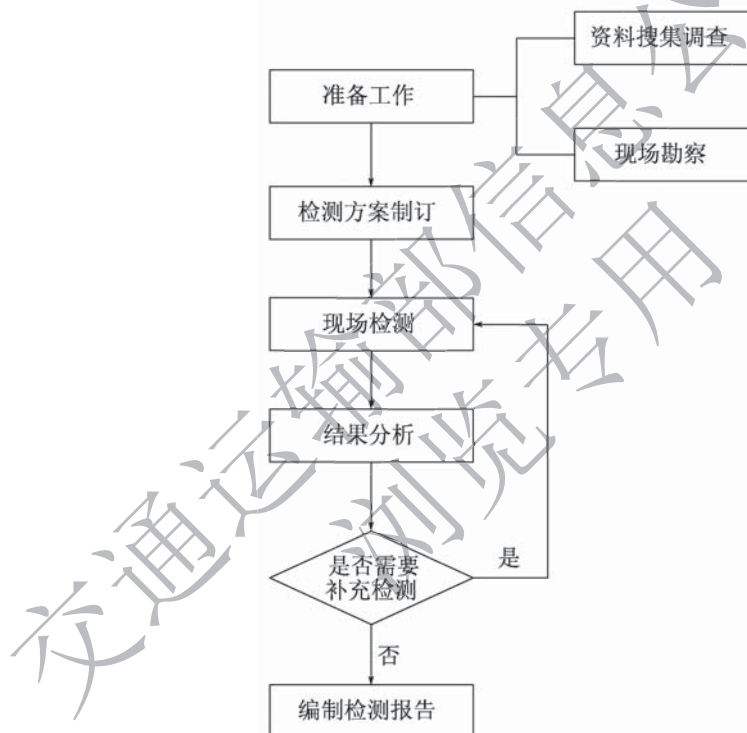 资料搜集调查
准备工作
现场勘察
检测方案制订
现场检测
结果分析
是否需要
补充检测
是
否
编制检测报告
交通运输部信息公
浏览专用